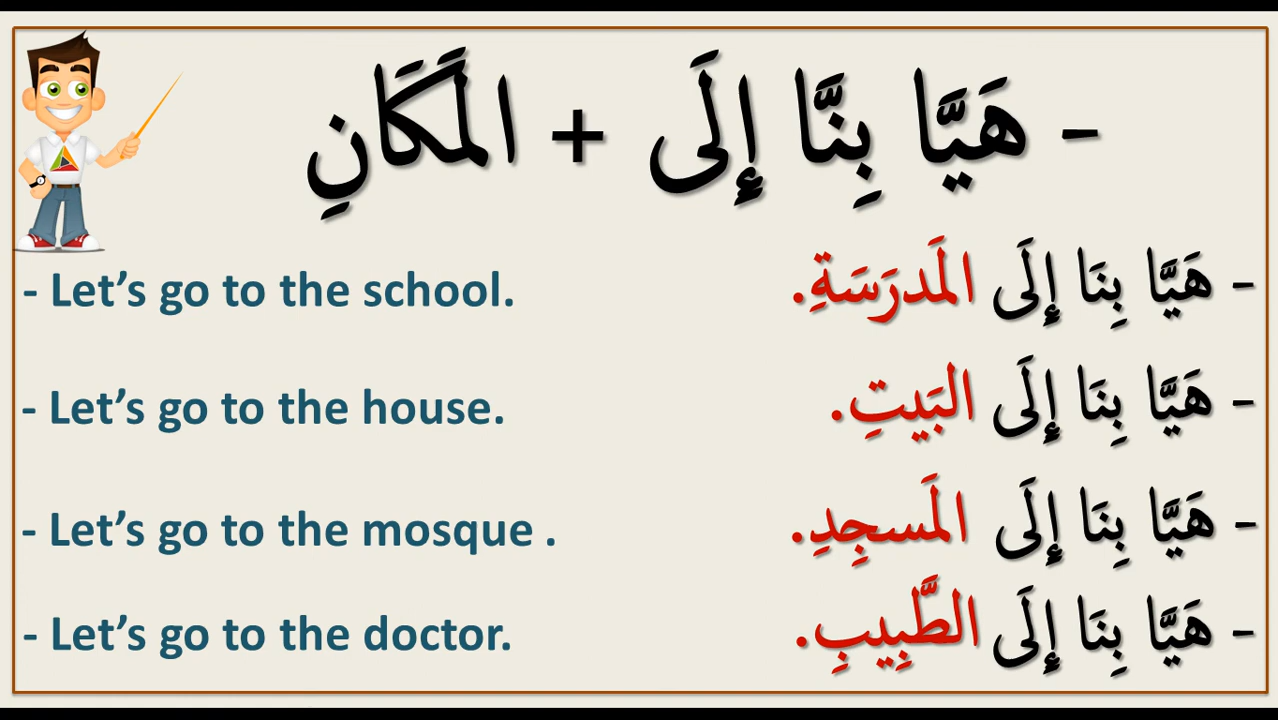 - هَيَّا بِنَّا إِلَى + المَكَانِ
- Let’s go to the school. - هَيَّا بِنَا إِلَى المَدرَسَةِ.
- Let’s go to the house. - هَيَّا بِنَا إِلَى البَيتِ.
- Let’s go to the mosque . - هَيَّا بِنَا إِلَى المَسجِدِ.
- Let’s go to the doctor. - هَيَّا بِنَا إِلَى الطَّبِيبِ.